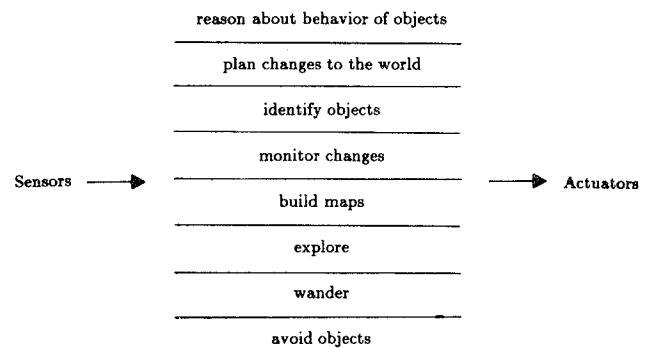 reason about behavior of objects
plan changes to the world
identify objects
monitor changes
Sensors
Actuators
build maps
explore
wander
avoid objects